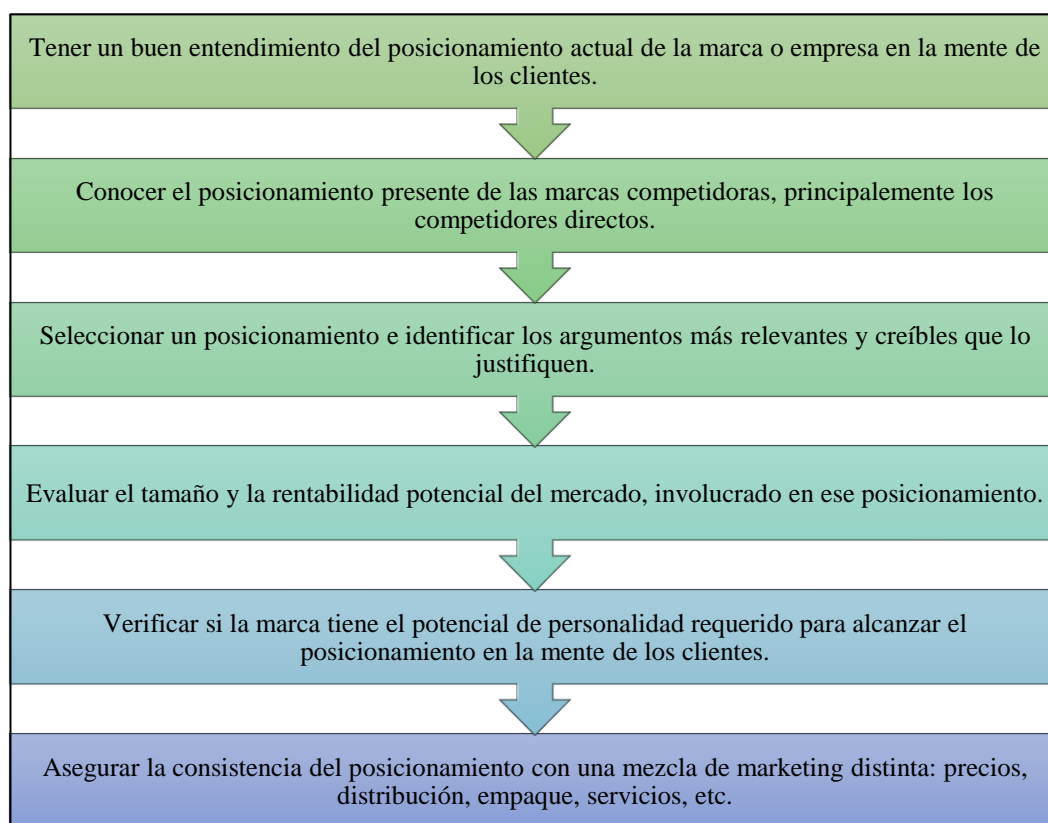 Tener un buen entendimiento del posicionamiento actual de la marca o empresa en la mente de
los clientes.
Conocer el posicionamiento presente de las marcas competidoras, principalemente los
competidores directos.
Seleccionar un posicionamiento e identificar los argumentos más relevantes y creíbles que lo
justifiquen.
Evaluar el tamaño y la rentabilidad potencial del mercado, involucrado en ese posicionamiento.
Verificar si la marca tiene el potencial de personalidad requerido para alcanzar el
posicionamiento en la mente de los clientes.
Asegurar la consistencia del posicionamiento con una mezcla de marketing distinta: precios,
distribución, empaque, servicios, etc.